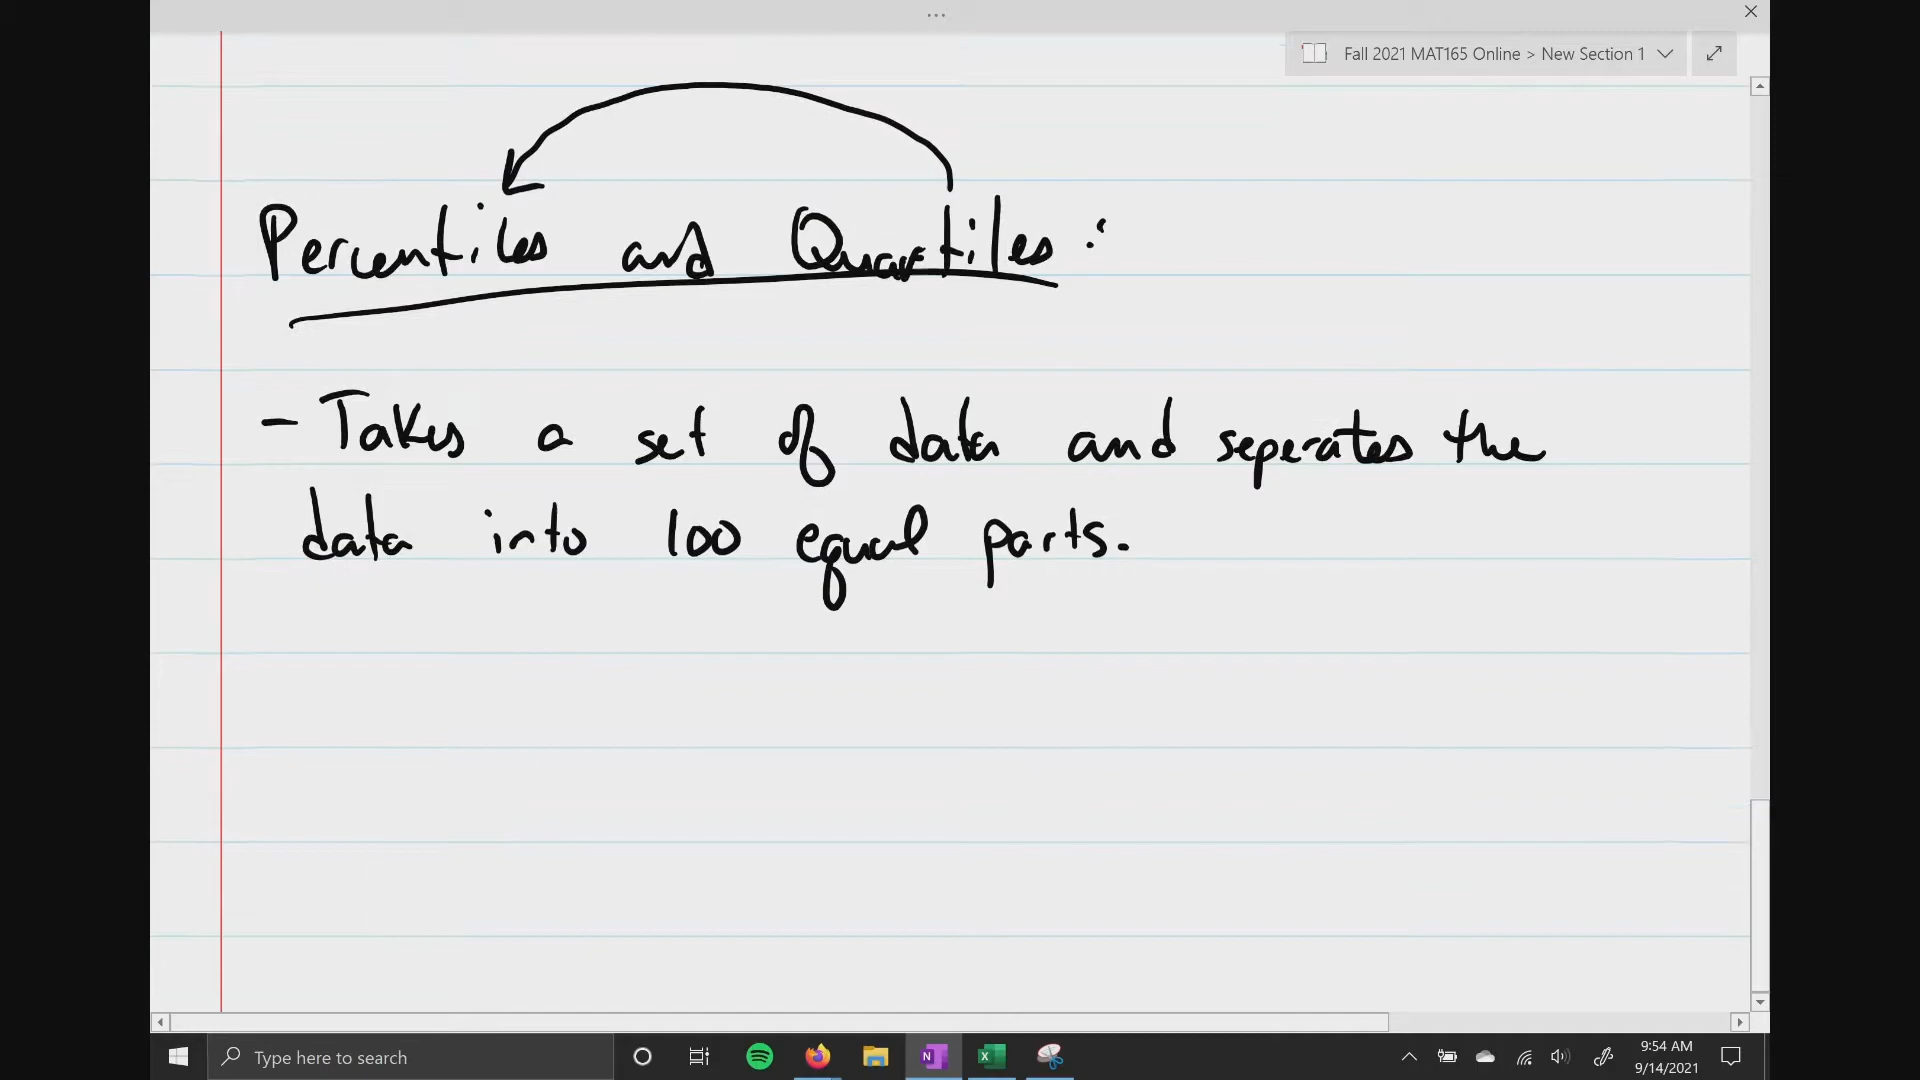 ...
Fall 2021 MAT165 Online > New Section 1
Percentiles and Quartiles :
- Takes a set of data and seperates the
data into 100 equal parts.
Type here to search
9:54 AM
9/14/2021